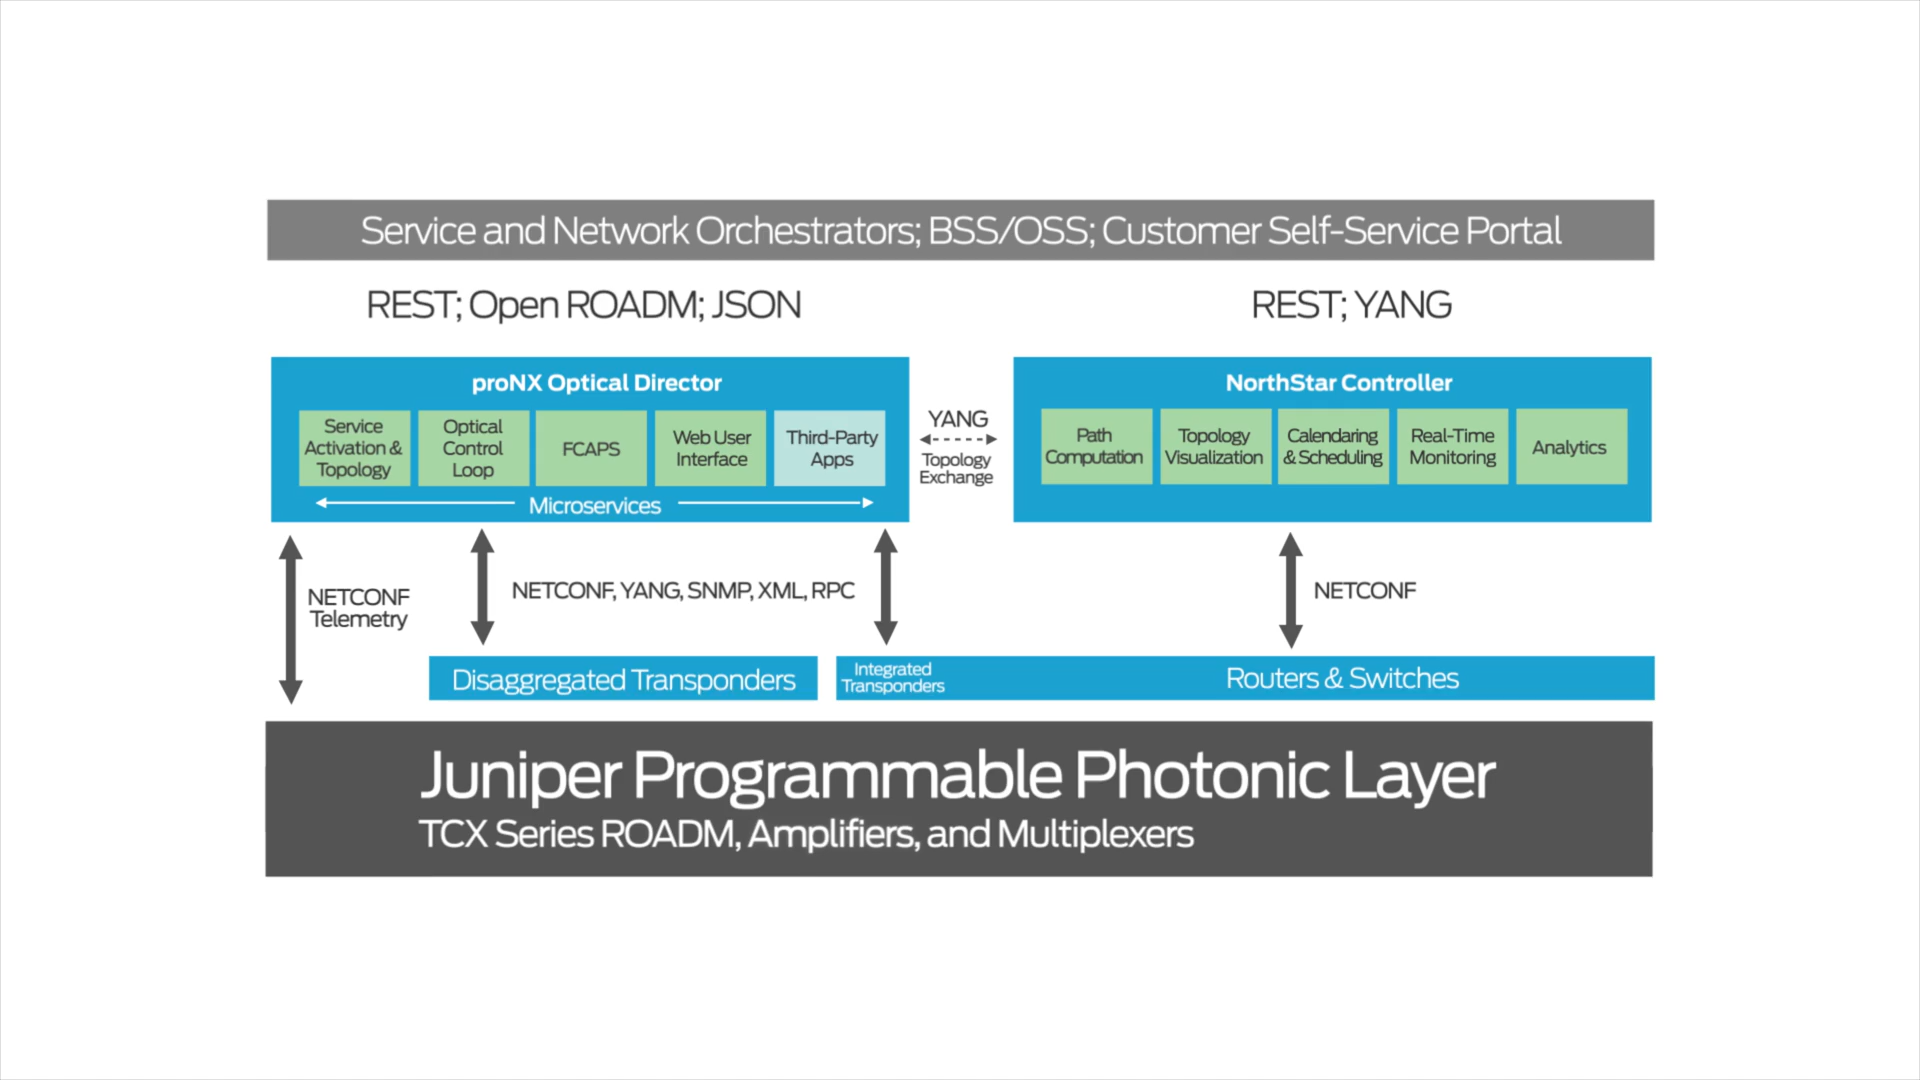 Service and Network Orchestrators; BSS/OSS; Customer Self-Service Portal
REST; Open ROADM; JSON
REST; YANG
proNX Optical Director
Service
Activation &
Topology
Optical
Control
Loop
FCAPS
Web User
Interface
Third-Party
Apps
Microservices
YANG
Topology
Exchange
NorthStar Controller
Path
Computation
Topology
Visualization
Calendaring
& Scheduling
Real-Time
Monitoring
Analytics
NETCONF
Telemetry
NETCONF, YANG, SNMP, XML, RPC
NETCONF
Disaggregated Transponders
Integrated
Transponders
Routers & Switches
Juniper Programmable Photonic Layer
TCX Series ROADM, Amplifiers, and Multiplexers